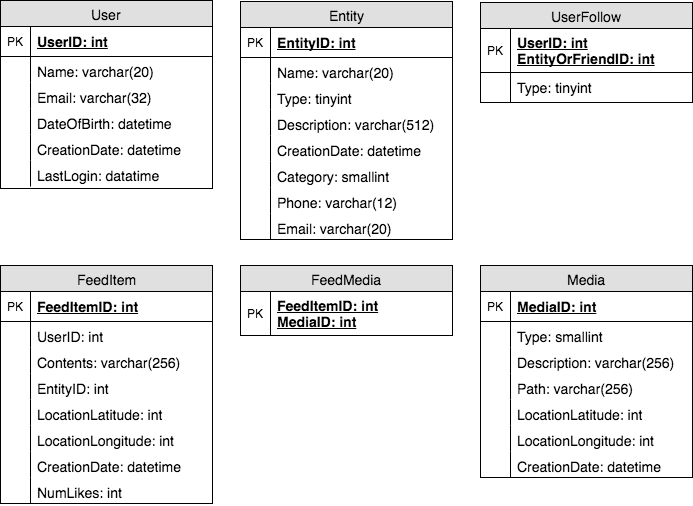 User
PK UserID: int
Name: varchar(20)
Email: varchar(32)
DateOfBirth: datetime
CreationDate: datetime
LastLogin: datatime
Entity
PK EntityID: int
Name: varchar(20)
Type: tinyint
Description: varchar(512)
CreationDate: datetime
Category: smallint
Phone: varchar(12)
Email: varchar(20)
UserFollow
PK UserID: int
EntityOrFriendID: int
Type: tinyint
FeedItem
PK FeedItemID: int
UserID: int
Contents: varchar(256)
EntityID: int
LocationLatitude: int
LocationLongitude: int
CreationDate: datetime
NumLikes: int
FeedMedia
PK FeedItemID: int
MediaID: int
Media
PK MediaID: int
Type: smallint
Description: varchar(256)
Path: varchar(256)
LocationLatitude: int
LocationLongitude: int
CreationDate: datetime